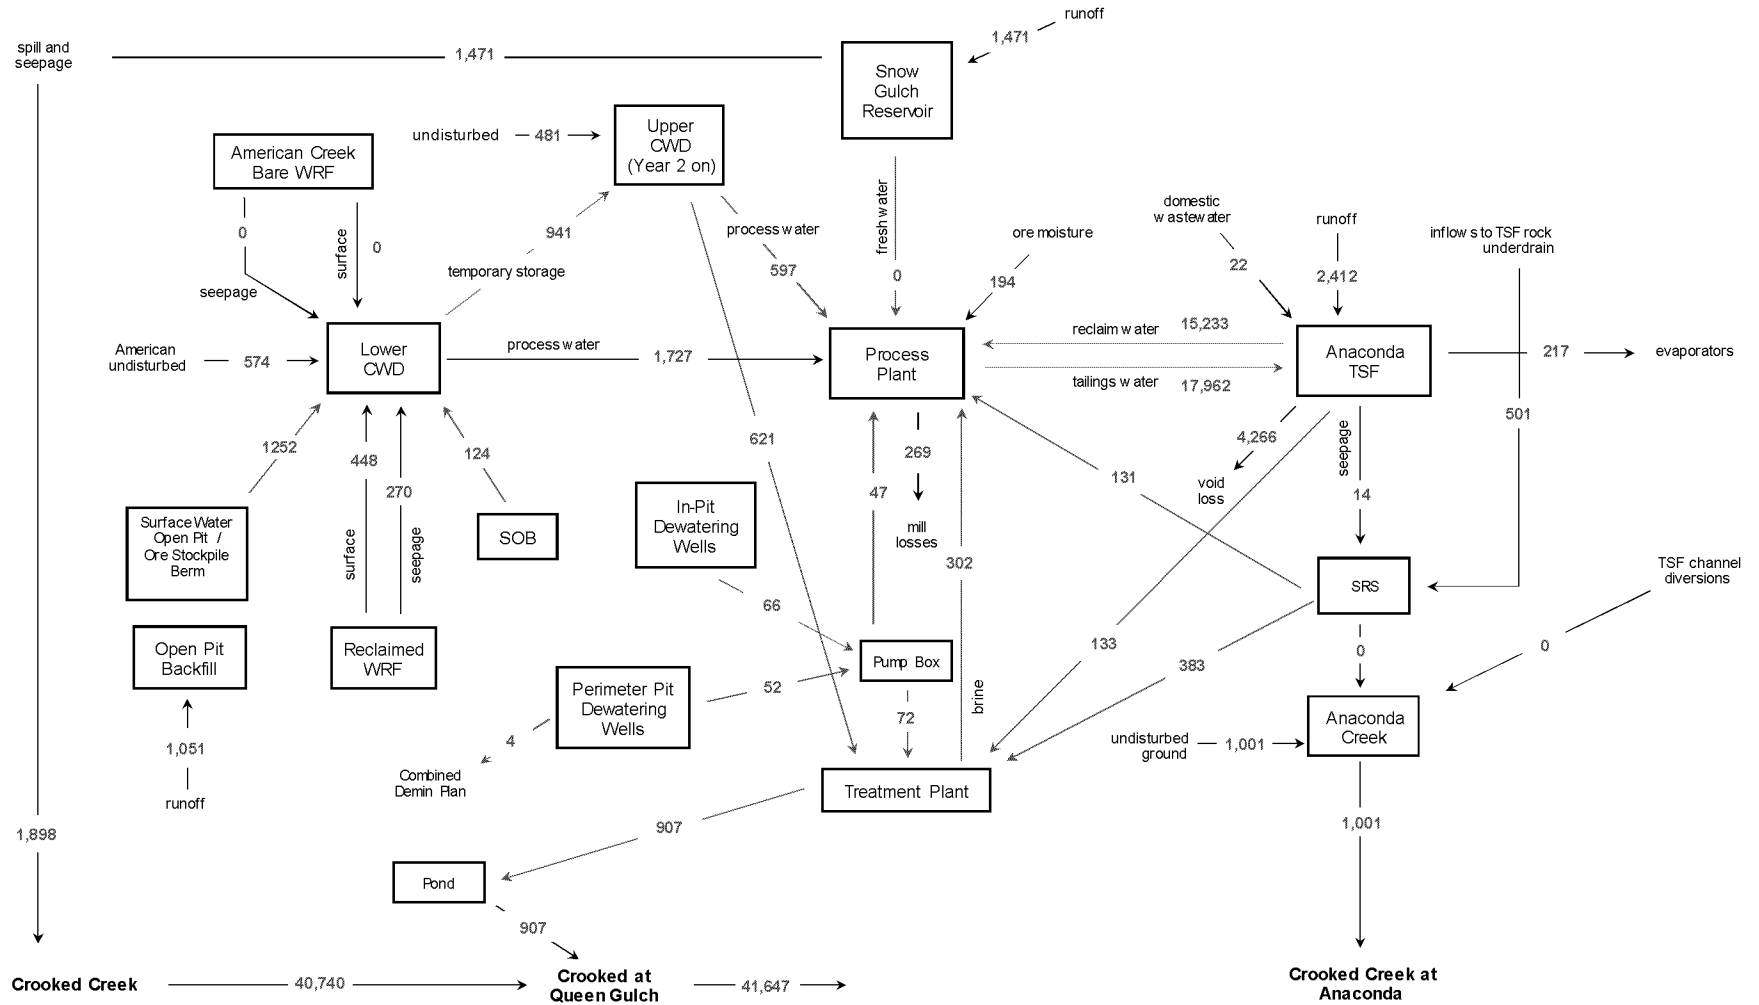 runoff
1,471
spill and
seepage
1,471
Snow
Gulch
Reservoir
undisturbed
481
Upper
CWD
(Year 2 on)
American Creek
Bare WRF
0
surface
0
seepage
941
temporary storage
process water
597
fresh water
0
ore moisture
194
domestic
wastewater
22
runoff
2,412
inflows to TSF rock
underdrain
American
undisturbed
574
Lower
CWD
process water
1,727
Process
Plant
reclaim water
15,233
tailings water
17,962
Anaconda
TSF
217
evaporators
501
1252
448
270
124
621
47
269
mill
losses
302
131
4,266
void
loss
seepage
14
Surface Water
Open Pit /
Ore Stockpile
Berm
surface
seepage
SOB
In-Pit
Dewatering
Wells
66
SRS
TSF channel
diversions
Open Pit
Backfill
Reclaimed
WRF
Pump Box
133
383
0
0
1,051
runoff
Perimeter Pit
Dewatering
Wells
52
4
Combined
Demin Plan
72
brine
Anaconda
Creek
undisturbed
ground
1,001
Treatment Plant
1,898
907
1,001
Pond
907
Crooked Creek
40,740
Crooked at
Queen Gulch
41,647
Crooked Creek at
Anaconda